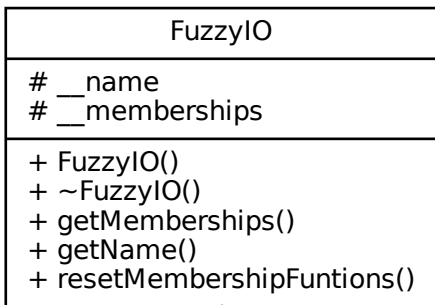 FuzzyIO
# __name
# __memberships
+ FuzzyIO()
+ ~FuzzyIO()
+ getMemberships()
+ getName()
+ resetMembershipFuntions()